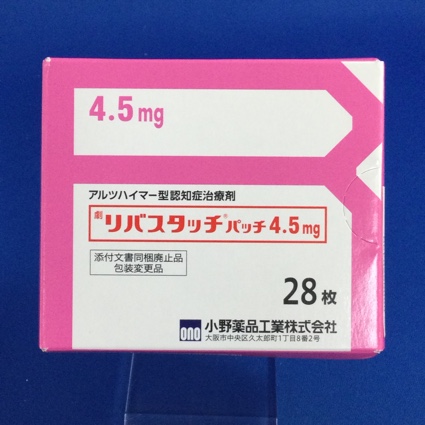 4.5mg
アルツハイマー型認知症治療剤
劇 リバスタッチ® パッチ 4.5mg
添付文書同梱廃止品
包装変更品
28枚
ono 小野薬品工業株式会社
大阪市中央区久太郎町1丁目8番2号